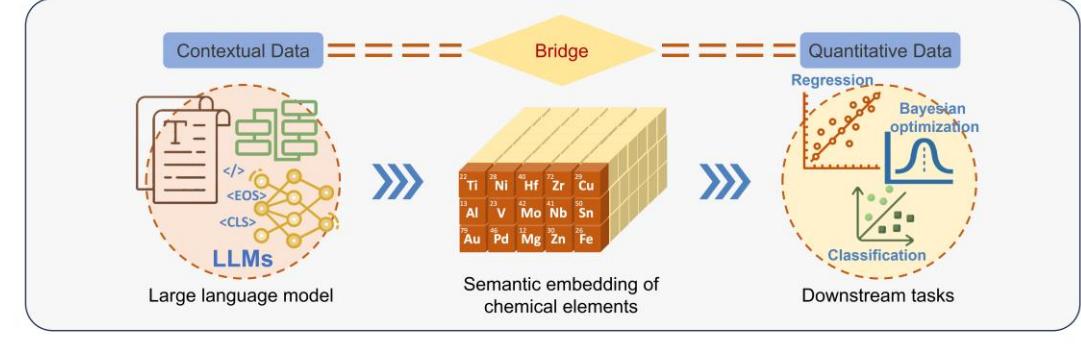 Contextual Data
Bridge
Quantitative Data
T
</>
<EOS>
<CLS>
LLMs
Large language model
22 Ti 28 Ni 40 Hf 72 Zr 29 Cu
13 Al 23 V 42 Mo 41 Nb 50 Sn
79 Au 46 Pd 12 Mg 30 Zn 26 Fe
Semantic embedding of
chemical elements
Regression
Bayesian
optimization
Classification
Downstream tasks